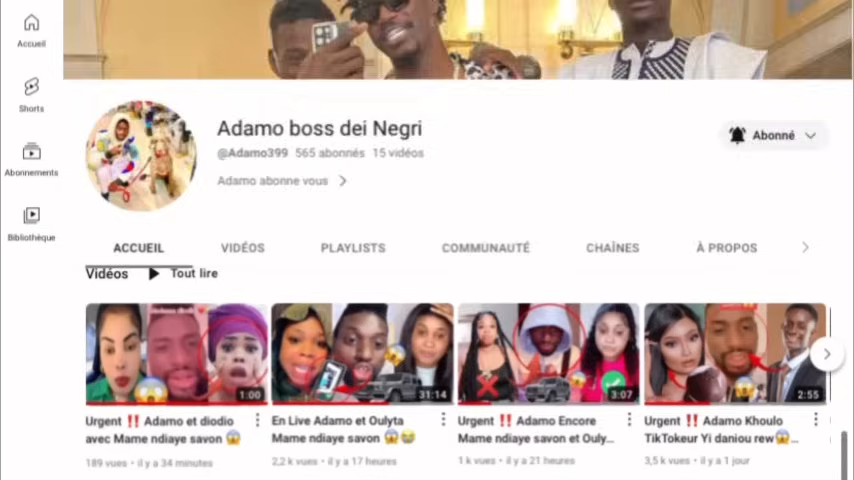 Accueil
Shorts
Abonnements
Bibliothèque
Adamo boss dei Negri
@Adamo399 565 abonnés 15 vidéos
Adamo abonne vous
Abonné
ACCUEIL VIDÉOS PLAYLISTS COMMUNAUTÉ CHAÎNES À PROPOS
Vidéos Tout lire
1:00
31:14
3:07
2:55
Urgent ‼️ Adamo et diodio
avec Mame ndiaye savon 😱
189 vues • il y a 34 minutes
En Live Adamo et Oulyta
Mame ndiaye savon 😱😭
2,2 k vues • il y a 17 heures
Urgent ‼️ Adamo Encore
Mame ndiaye savon et Ouly...
1 k vues • il y a 21 heures
Urgent ‼️ Adamo Khoulo
TikTokeur Yi daniou rew😱...
3,5 k vues • il y a 1 jour